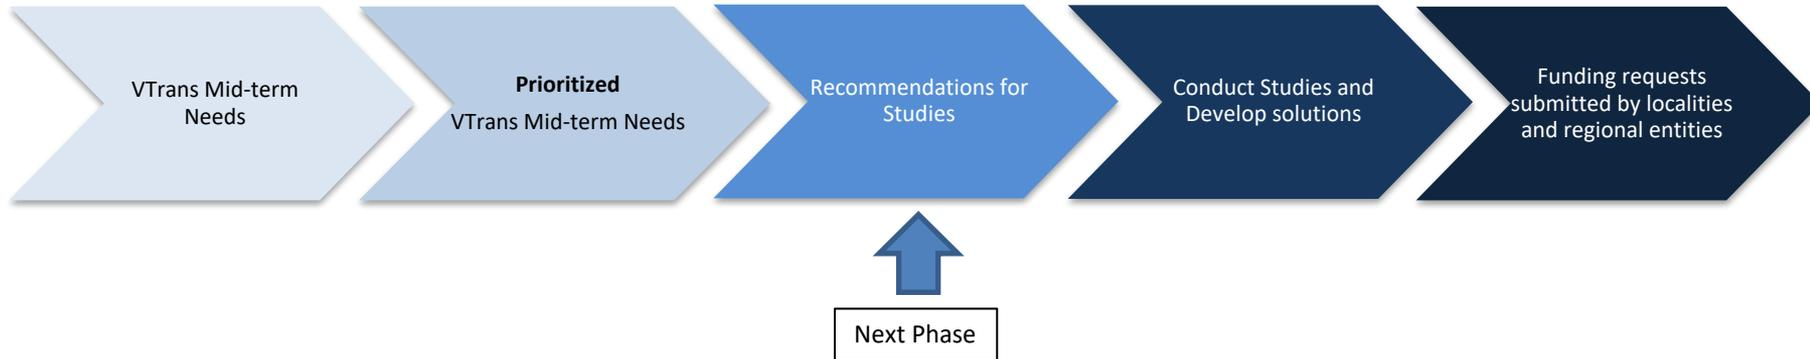 VTrans Mid-term
Needs
Prioritized
VTrans Mid-term Needs
Recommendations for
Studies
Conduct Studies and
Develop solutions
Funding requests
submitted by localities
and regional entities
Next Phase